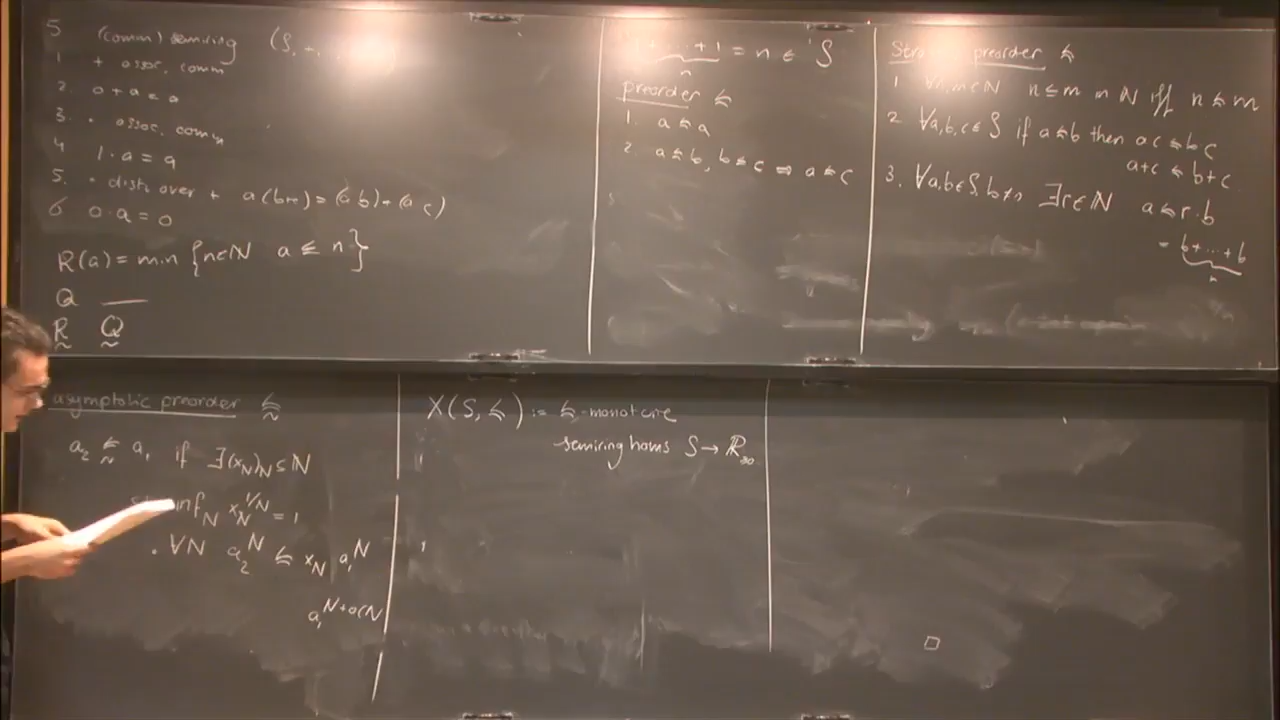 5 (comm) semiring (S, +, ·
1 + assoc, comm
2. 0 + a = a
3. · assoc, comm
4 1 · a = a
5. · distr over + a(b+c) = (a b) + (a c)
6 0 · a = 0
R(a) = min {n∈ℕ a ≼ n}
Q —
R̰ Q̰
1 + ... + 1 = n ∈ S
n
preorder ≼
1. a ≼ a
2. a ≼ b, b ≼ c ⇒ a ≼ c
preorder ≼
1 ∀n,m∈ℕ n ≤ m in ℕ iff n ≼ m
2 ∀a,b,c∈S if a ≼ b then ac ≼ bc
a+c ≼ b+c
3. ∀a,b∈S, b≠0 ∃r∈ℕ a ≼ r·b
= b+...+b
asymptotic preorder ≲
a₂ ≲ a₁ if ∃(x_N)_N ⊆ ℕ
inf_N x_N^{1/N} = 1
· ∀N a₂^N ≼ x_N a₁^N
a₁^{N+o(N)}
X(S, ≼) := ≼-monotone
semiring homs S → ℝ≥0
□